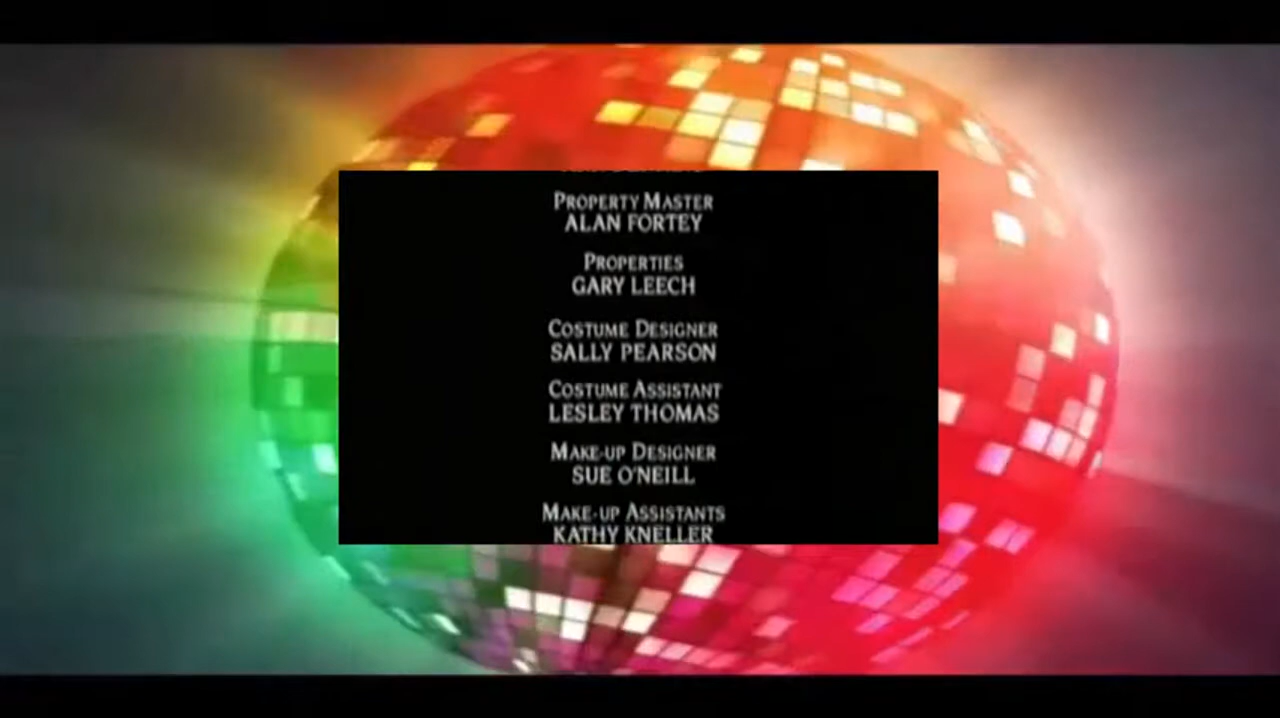 Property Master
ALAN FORTEY
Properties
GARY LEECH
Costume Designer
SALLY PEARSON
Costume Assistant
LESLEY THOMAS
Make-up Designer
SUE O'NEILL
Make-up Assistants
KATHY KNELLER